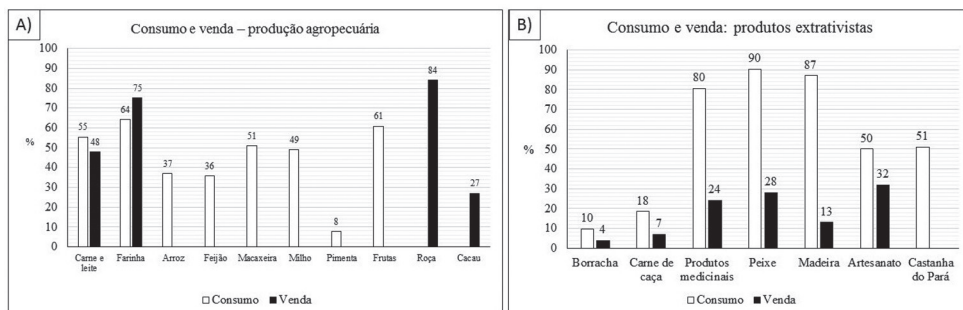 A)
Consumo e venda – produção agropecuária
100
90
80
70
60
50
40
30
20
10
0
%
55
48
64
75
37
36
51
49
8
61
84
27
Carne e
leite
Farinha
Arroz
Feijão
Macaxeira
Milho
Pimenta
Frutas
Roça
Cacau
Consumo
Venda
B)
Consumo e venda: produtos extrativistas
100
90
80
70
60
50
40
30
20
10
0
%
10
4
18
7
80
24
90
28
87
13
50
32
51
Borracha
Carne de
caça
Produtos
medicinais
Peixe
Madeira
Artesanato
Castanha
do Pará
Consumo
Venda